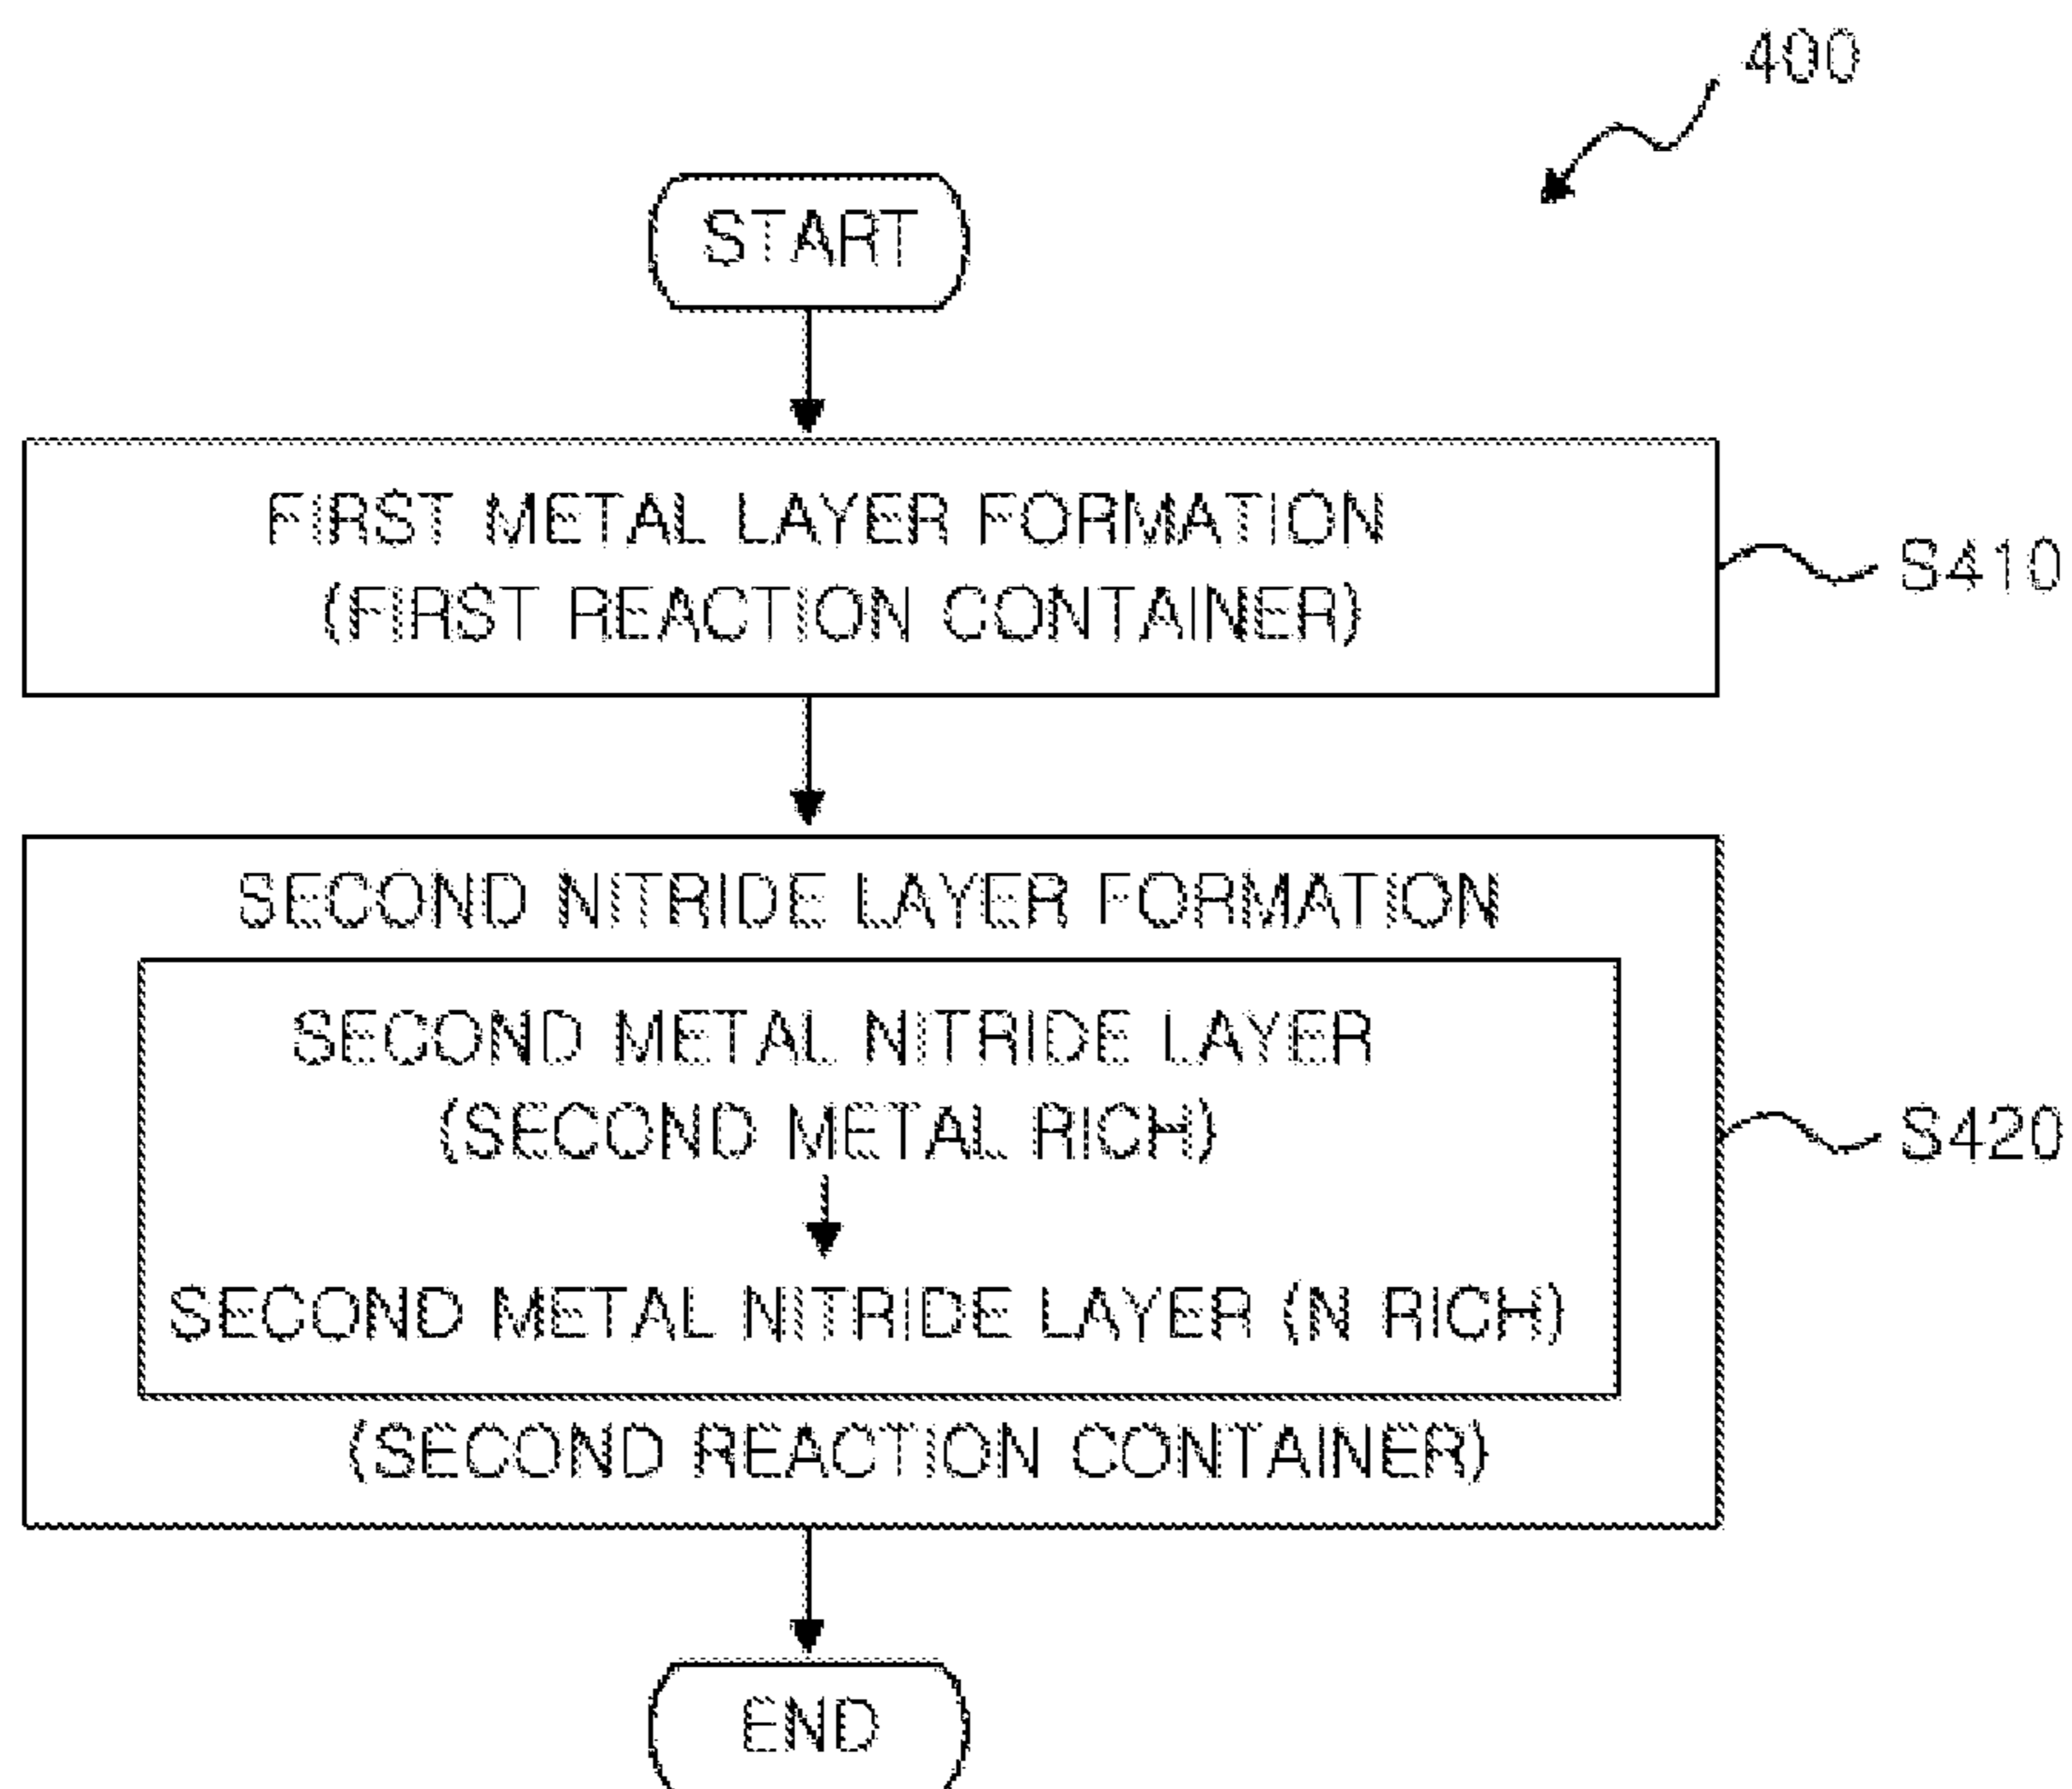 400
START
FIRST METAL LAYER FORMATION
(FIRST REACTION CONTAINER)
S410
SECOND NITRIDE LAYER FORMATION
SECOND METAL NITRIDE LAYER
(SECOND METAL RICH)
S420
SECOND METAL NITRIDE LAYER (N RICH)
(SECOND REACTION CONTAINER)
END